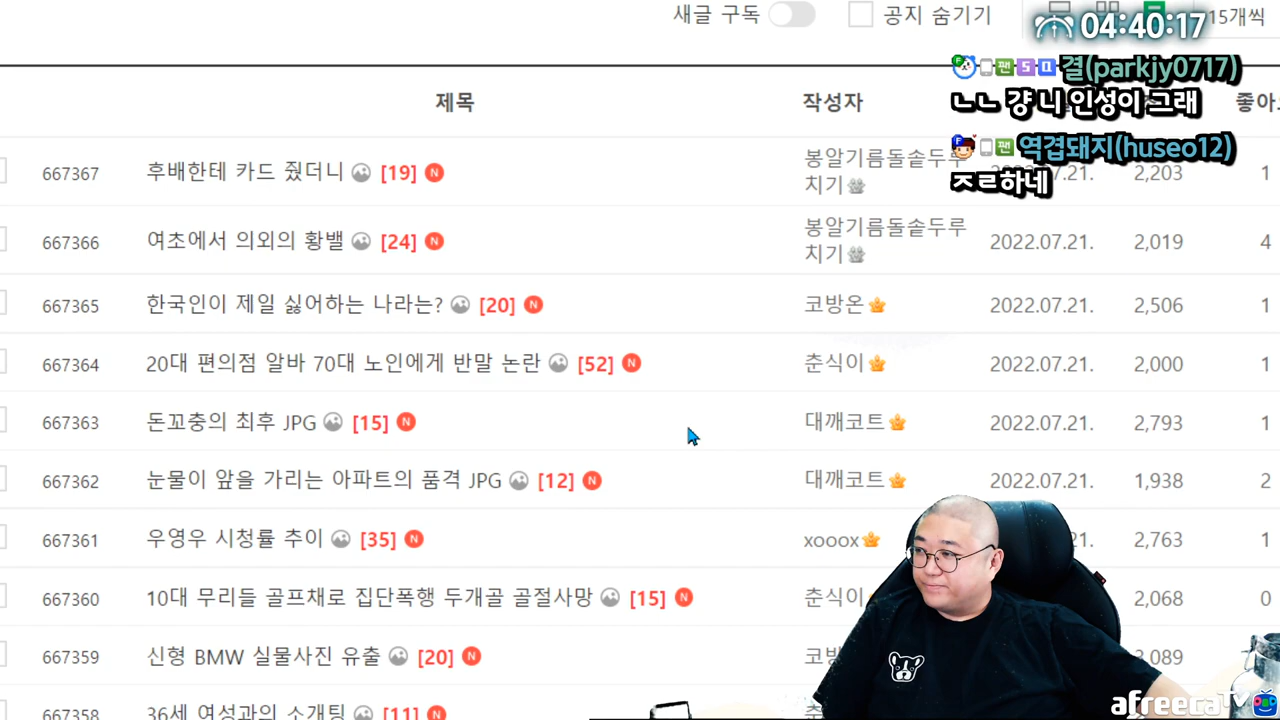 새글 구독 공지 숨기기 15개씩
04:40:17
팬 5 결(parkjy0717)
ㄴㄴ 걍 니 인성이 그래
팬 역겹돼지(huseo12)
ㅈㄹ하네
제목 작성자 좋아
667367 후배한테 카드 줬더니 [19] N 봉알기름돌솥두루치기 07.21. 2,203 1
667366 여초에서 의외의 황밸 [24] N 봉알기름돌솥두루치기 2022.07.21. 2,019 4
667365 한국인이 제일 싫어하는 나라는? [20] N 코방온 2022.07.21. 2,506 1
667364 20대 편의점 알바 70대 노인에게 반말 논란 [52] N 춘식이 2022.07.21. 2,000 1
667363 돈꼬충의 최후 JPG [15] N 대깨코트 2022.07.21. 2,793 1
667362 눈물이 앞을 가리는 아파트의 품격 JPG [12] N 대깨코트 2022.07.21. 1,938 2
667361 우영우 시청률 추이 [35] N xooox 21. 2,763 1
667360 10대 무리들 골프채로 집단폭행 두개골 골절사망 [15] N 춘식이 2,068 0
667359 신형 BMW 실물사진 유출 [20] N 코방 089
667358 36세 여성과의 소개팅 [11] N
afreecaTV